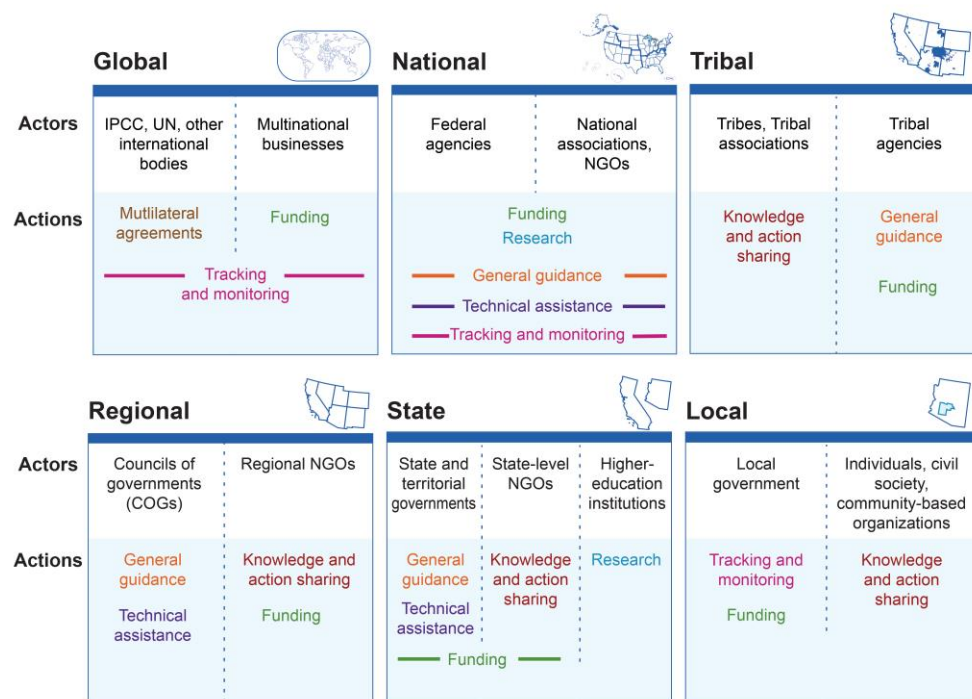 Global
National
Tribal
Actors
IPCC, UN, other
international
bodies
Multinational
businesses
Federal
agencies
National
associations,
NGOs
Tribes, Tribal
associations
Tribal
agencies
Actions
Mutlilateral
agreements
Funding
Tracking
and monitoring
Funding
Research
General guidance
Technical assistance
Tracking and monitoring
Knowledge
and action
sharing
General
guidance
Funding
Regional
State
Local
Actors
Councils of
governments
(COGs)
Regional NGOs
State and
territorial
governments
State-level
NGOs
Higher-
education
institutions
Local
government
Individuals, civil
society,
community-based
organizations
Actions
General
guidance
Technical
assistance
Knowledge and
action sharing
Funding
General
guidance
Technical
assistance
Knowledge
and action
sharing
Funding
Research
Tracking and
monitoring
Funding
Knowledge
and action
sharing